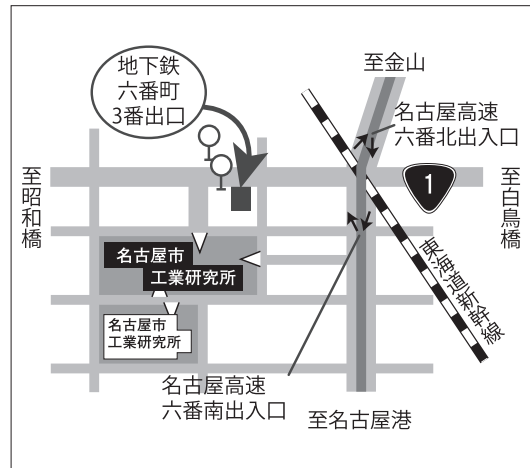 至金山
地下鉄
六番町
3番出口
名古屋高速
六番北出入口
1
至昭和橋
至白鳥橋
名古屋市
工業研究所
東海道新幹線
名古屋市
工業研究所
名古屋高速
六番南出入口
至名古屋港